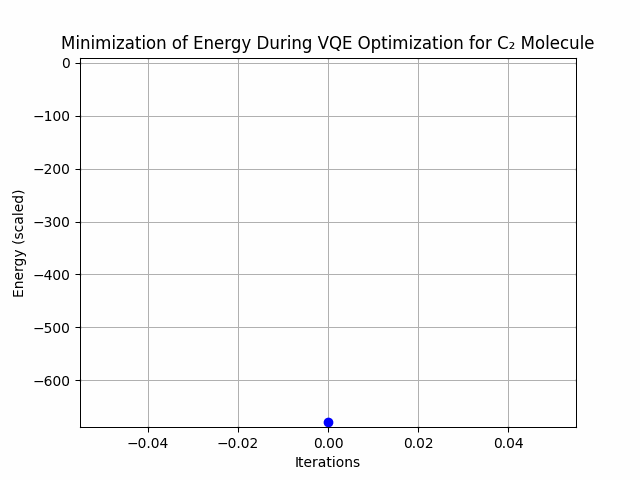 Minimization of Energy During VQE Optimization for C₂ Molecule
0
−100
−200
−300
−400
−500
−600
Energy (scaled)
−0.04 −0.02 0.00 0.02 0.04
Iterations